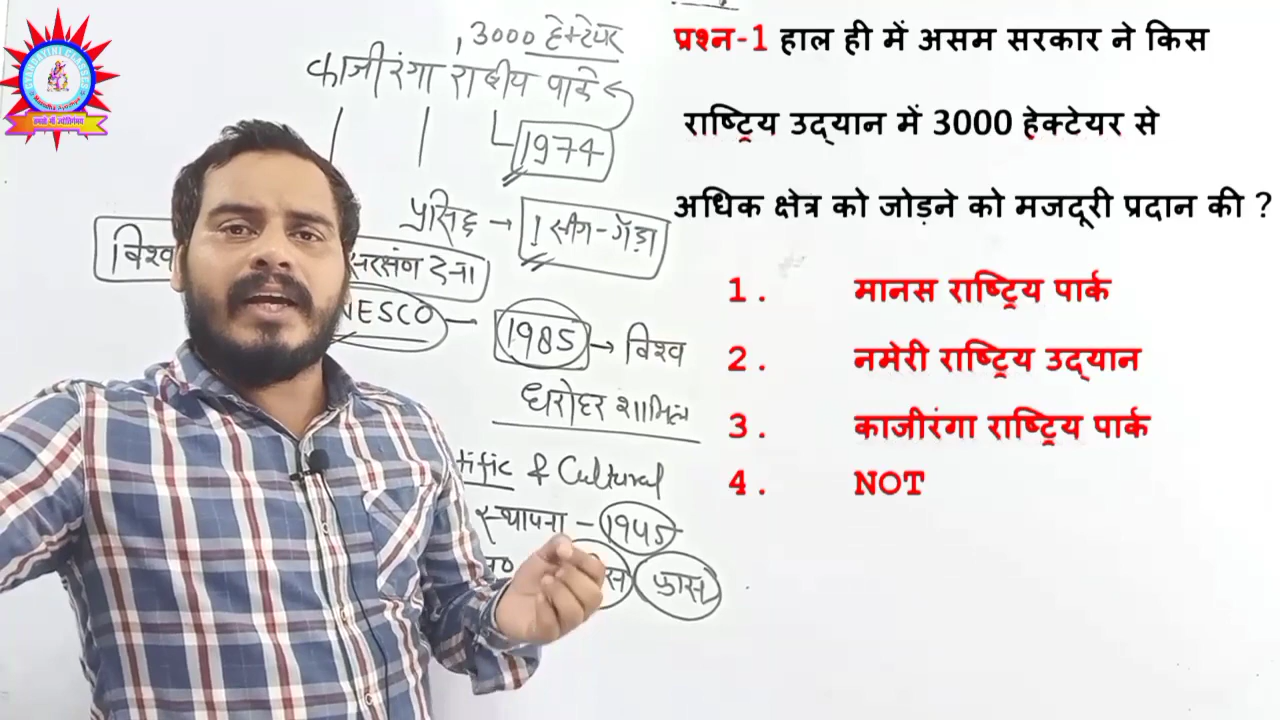 3000 हेक्टेयर
काजीरंगा राष्ट्रीय पार्क
1974
प्रसिद्ध → 1 सींग-गेंडा
विश्व
संरक्षण देना
NESCO — 1985 → विश्व
धरोहर शामिल
tific & Cultural
स्थापना - 1945
फ्रांस
प्रश्न-1 हाल ही में असम सरकार ने किस
राष्ट्रिय उद्यान में 3000 हेक्टेयर से
अधिक क्षेत्र को जोड़ने को मजदूरी प्रदान की ?
1. मानस राष्ट्रिय पार्क
2. नमेरी राष्ट्रिय उद्यान
3. काजीरंगा राष्ट्रिय पार्क
4. NOT